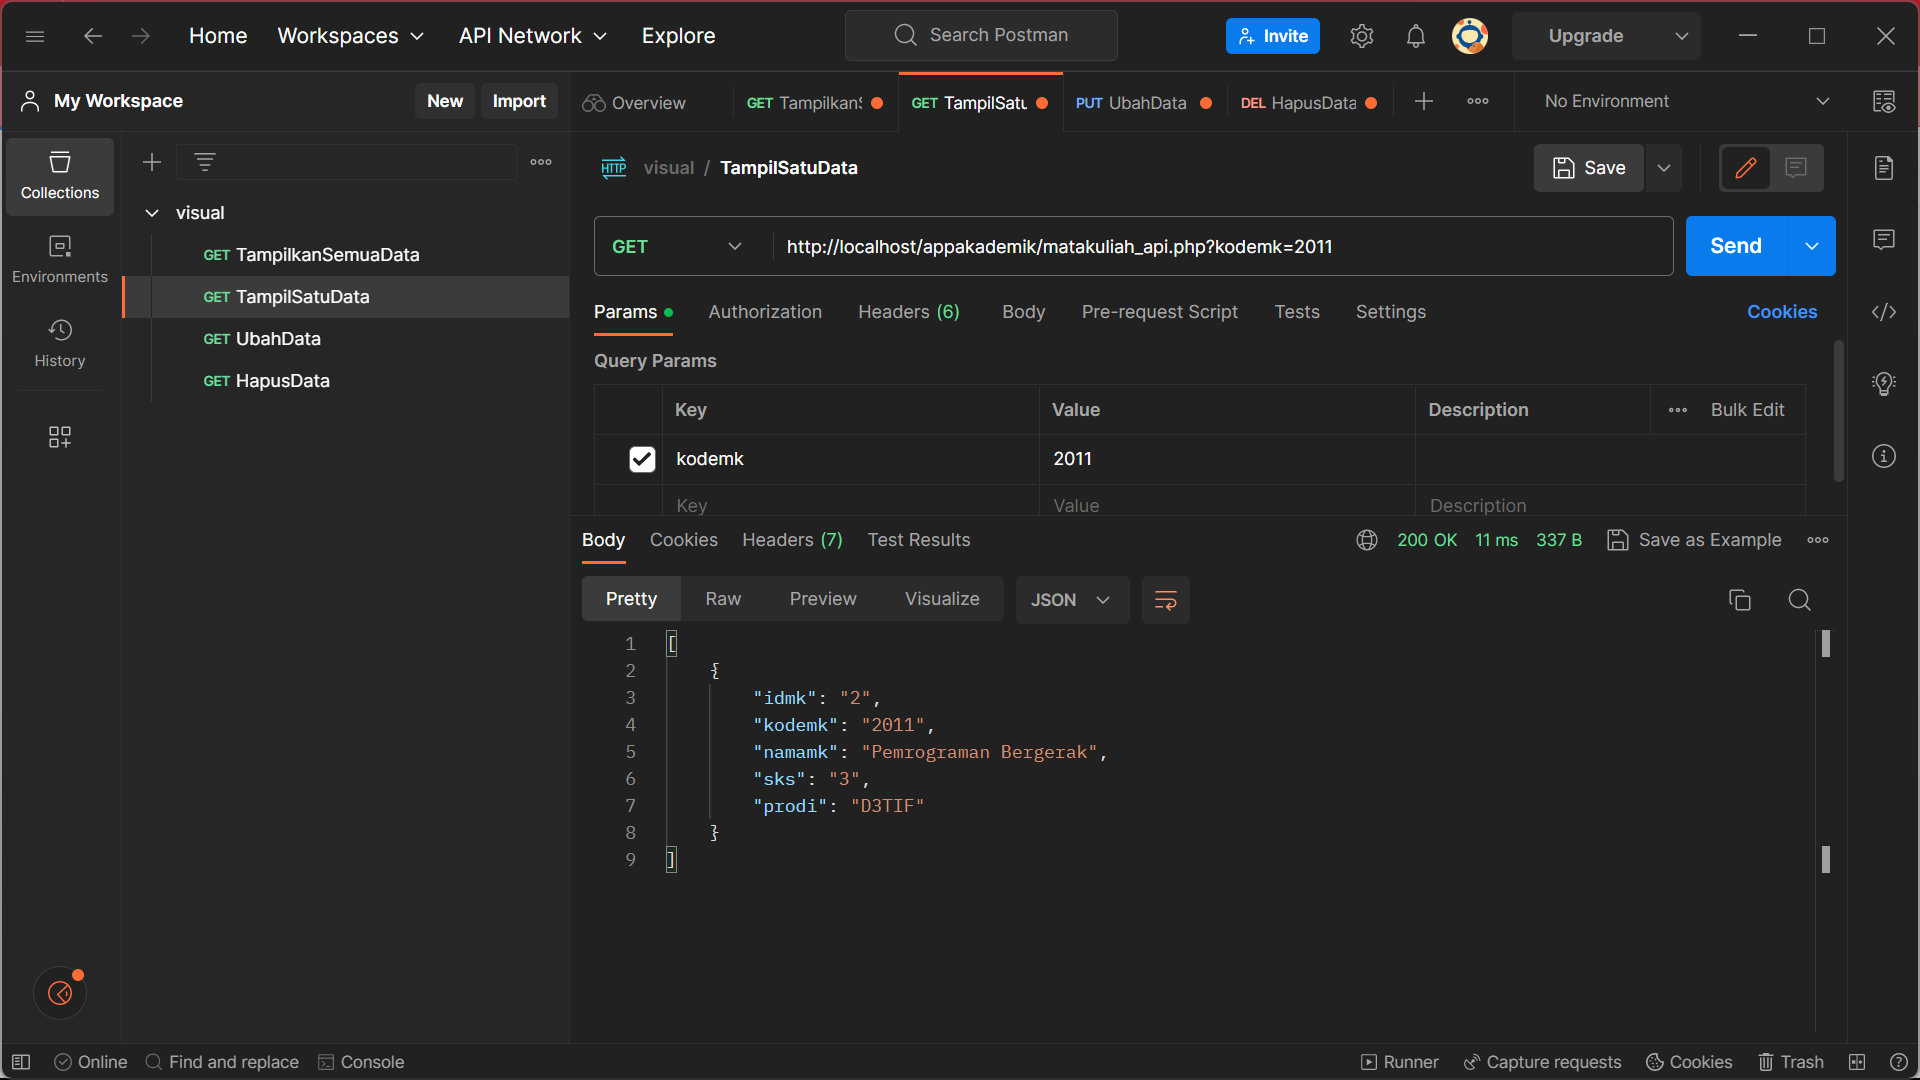 Home Workspaces API Network Explore Search Postman Invite Upgrade
My Workspace New Import Overview GET TampilkanS GET TampilSatu PUT UbahData DEL HapusData No Environment
Collections
Environments
History
visual
GET TampilkanSemuaData
GET TampilSatuData
GET UbahData
GET HapusData
HTTP visual / TampilSatuData Save
GET http://localhost/appakademik/matakuliah_api.php?kodemk=2011 Send
Params Authorization Headers (6) Body Pre-request Script Tests Settings Cookies
Query Params
Key Value Description Bulk Edit
kodemk 2011
Key Value Description
Body Cookies Headers (7) Test Results 200 OK 11 ms 337 B Save as Example
Pretty Raw Preview Visualize JSON
1 [
2 {
3 "idmk": "2",
4 "kodemk": "2011",
5 "namamk": "Pemrograman Bergerak",
6 "sks": "3",
7 "prodi": "D3TIF"
8 }
9 ]
Online Find and replace Console Runner Capture requests Cookies Trash